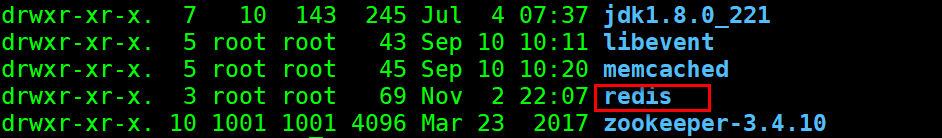 drwxr-xr-x. 7 10 143 245 Jul 4 07:37 jdk1.8.0_221
drwxr-xr-x. 5 root root 43 Sep 10 10:11 libevent
drwxr-xr-x. 5 root root 45 Sep 10 10:20 memcached
drwxr-xr-x. 3 root root 69 Nov 2 22:07 redis
drwxr-xr-x. 10 1001 1001 4096 Mar 23 2017 zookeeper-3.4.10